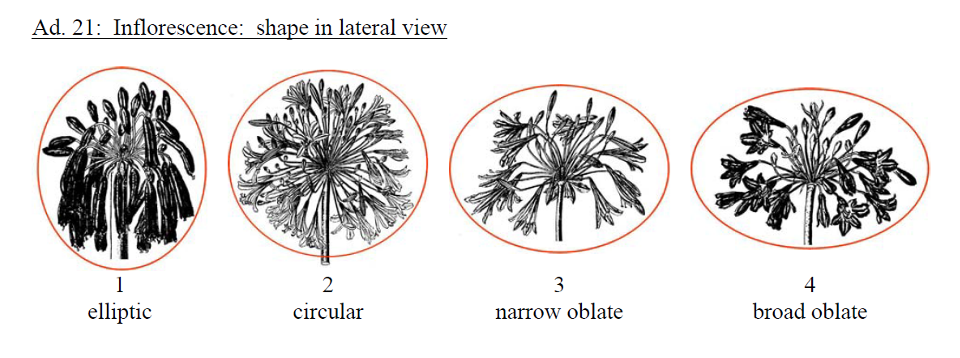 Ad. 21: Inflorescence: shape in lateral view
1 2 3 4
elliptic circular narrow oblate broad oblate